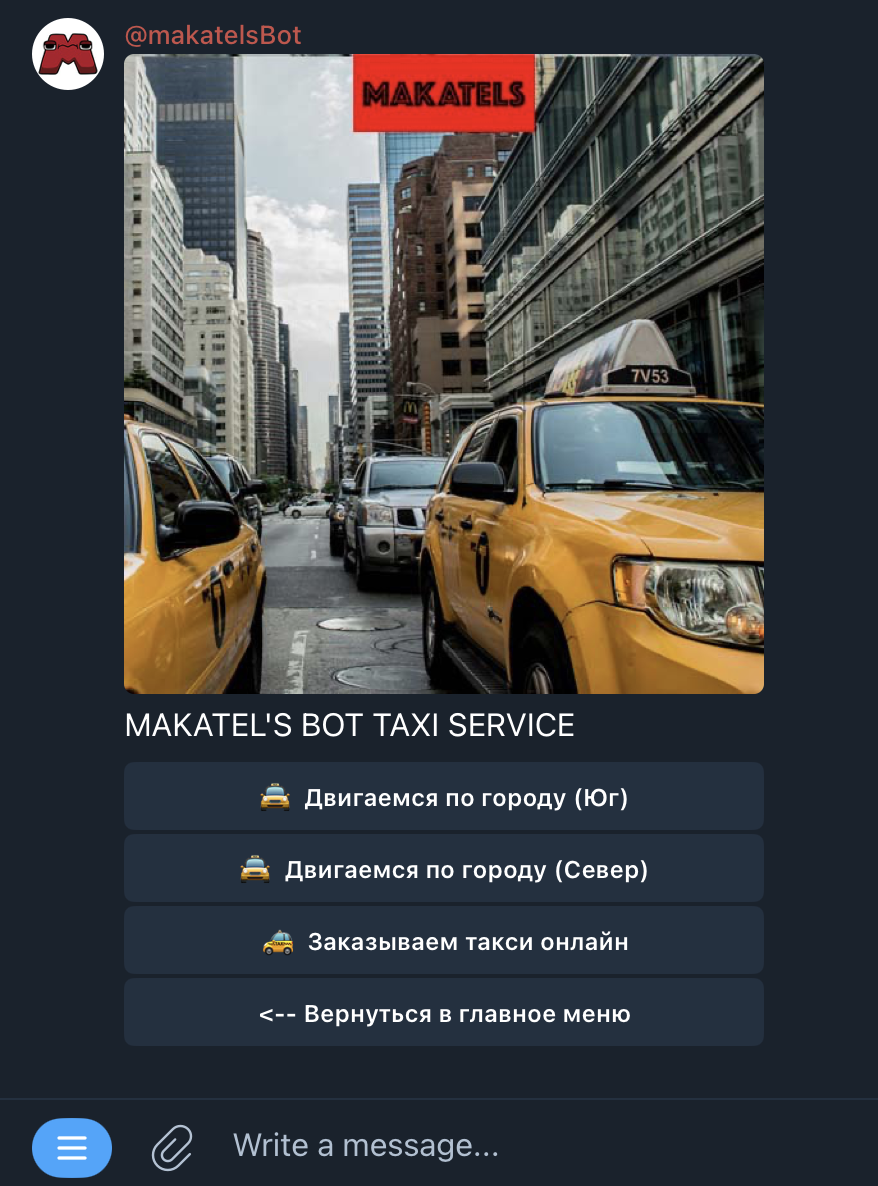 @makatelsBot
MAKATELS
7V53
MAKATEL'S BOT TAXI SERVICE
🚖 Двигаемся по городу (Юг)
🚖 Двигаемся по городу (Север)
🚕 Заказываем такси онлайн
<-- Вернуться в главное меню
Write a message...